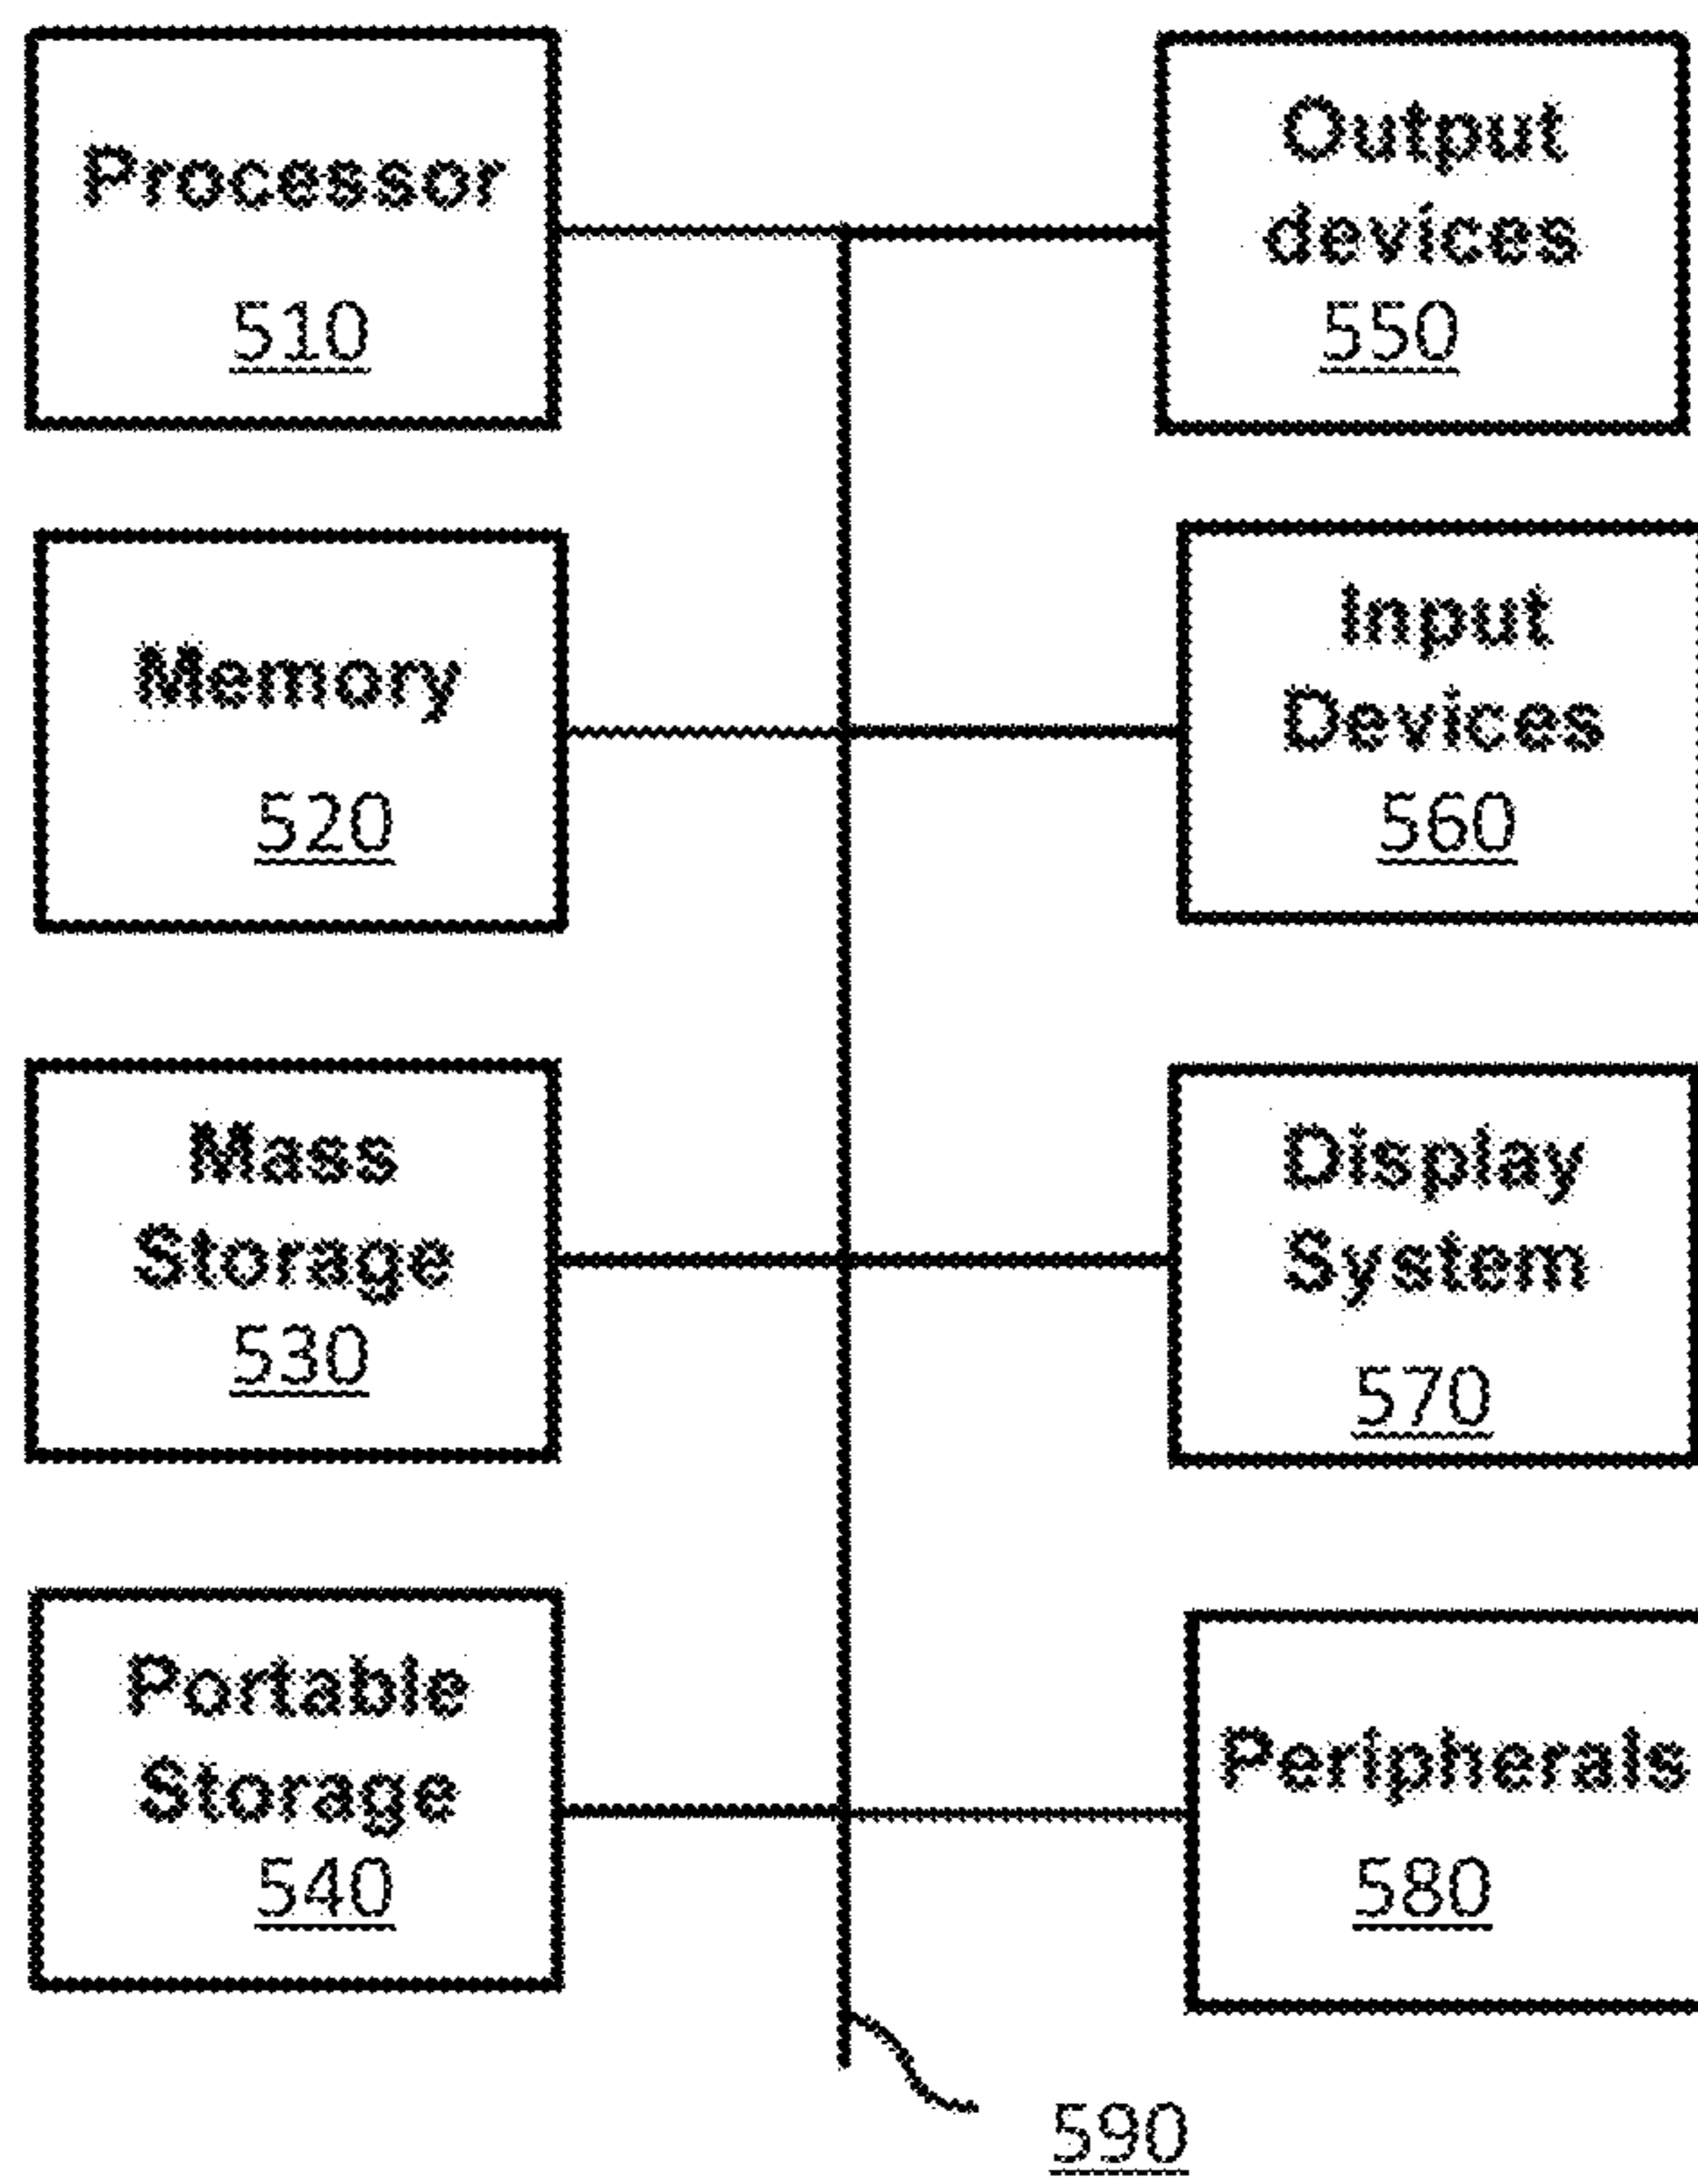 Processor
510
Output
devices
550
Memory
520
Input
Devices
560
Mass
Storage
530
Display
System
570
Portable
Storage
540
Peripherals
580
590